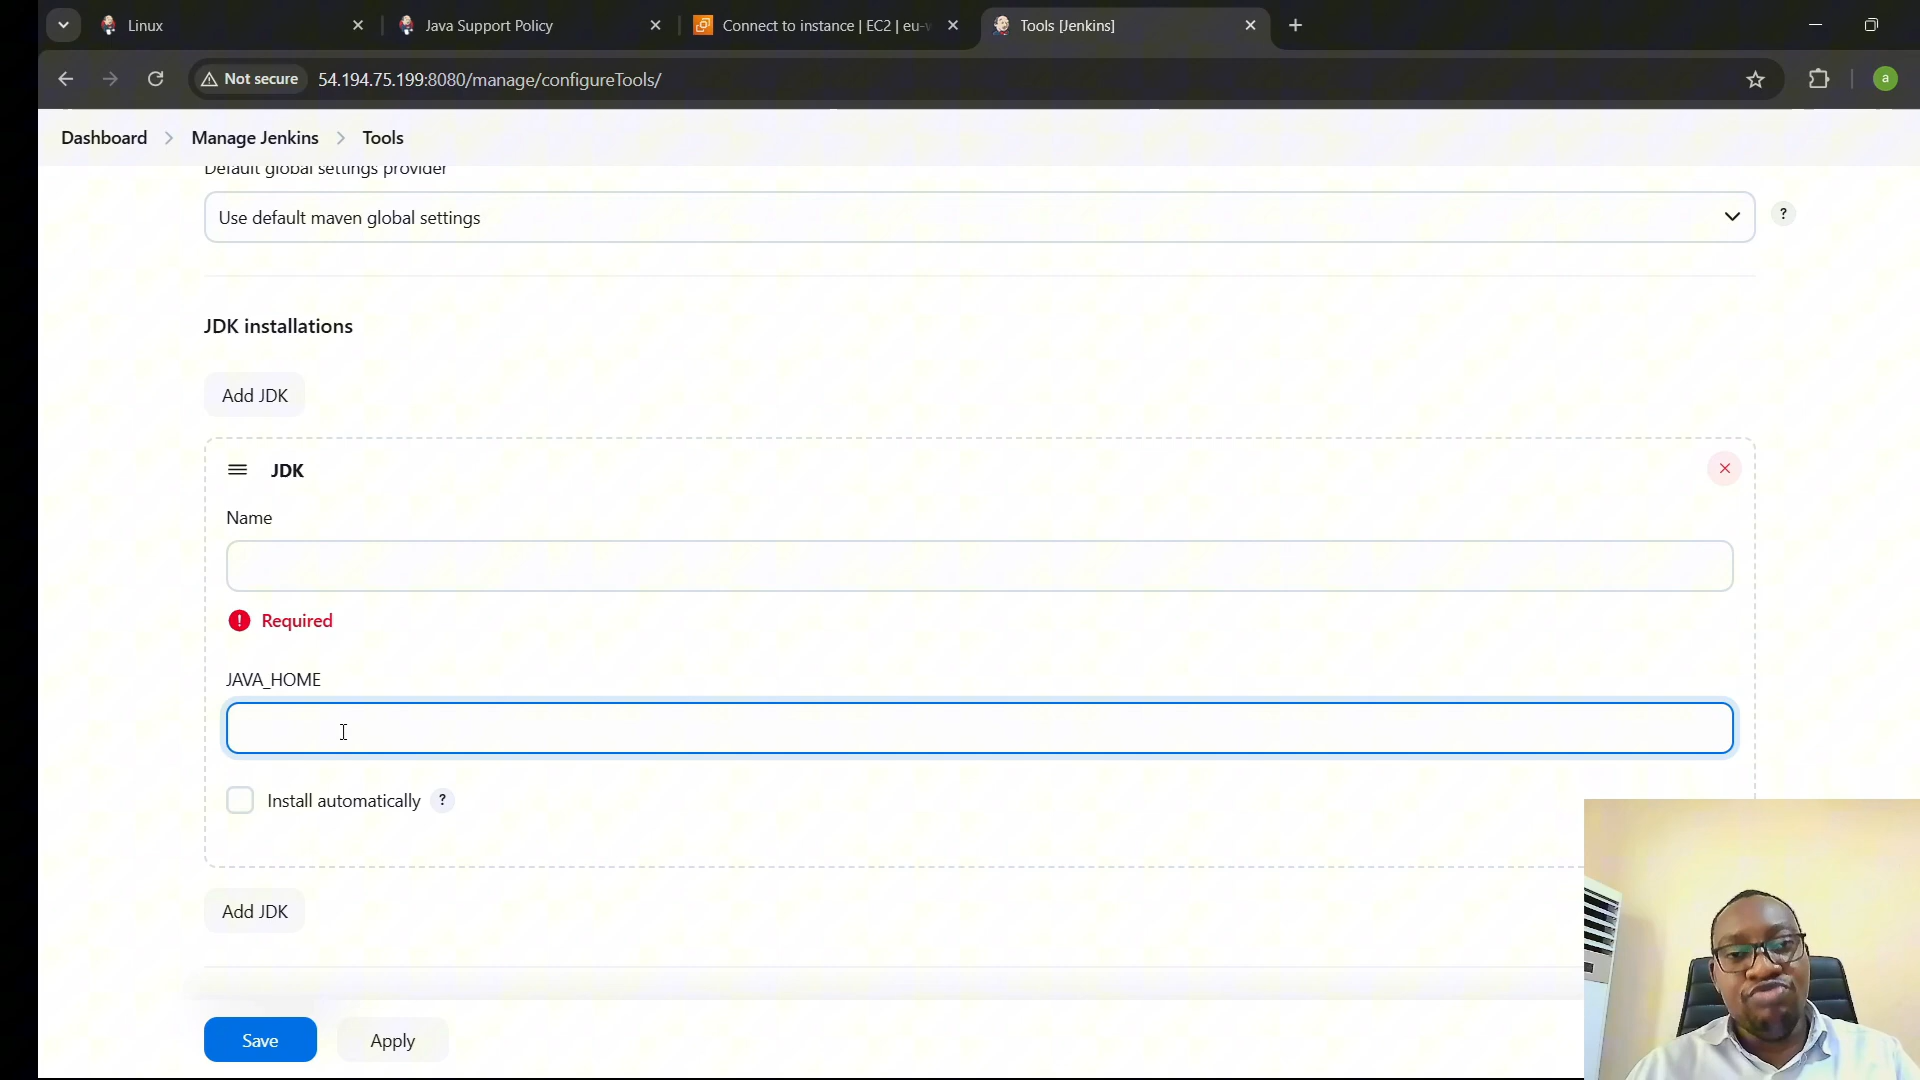 Linux
Java Support Policy
Connect to instance | EC2 | eu-w
Tools [Jenkins]
Not secure
54.194.75.199:8080/manage/configureTools/
a
Dashboard > Manage Jenkins > Tools
Default global settings provider
Use default maven global settings
?
JDK installations
Add JDK
JDK
Name
! Required
JAVA_HOME
Install automatically ?
Add JDK
Save
Apply